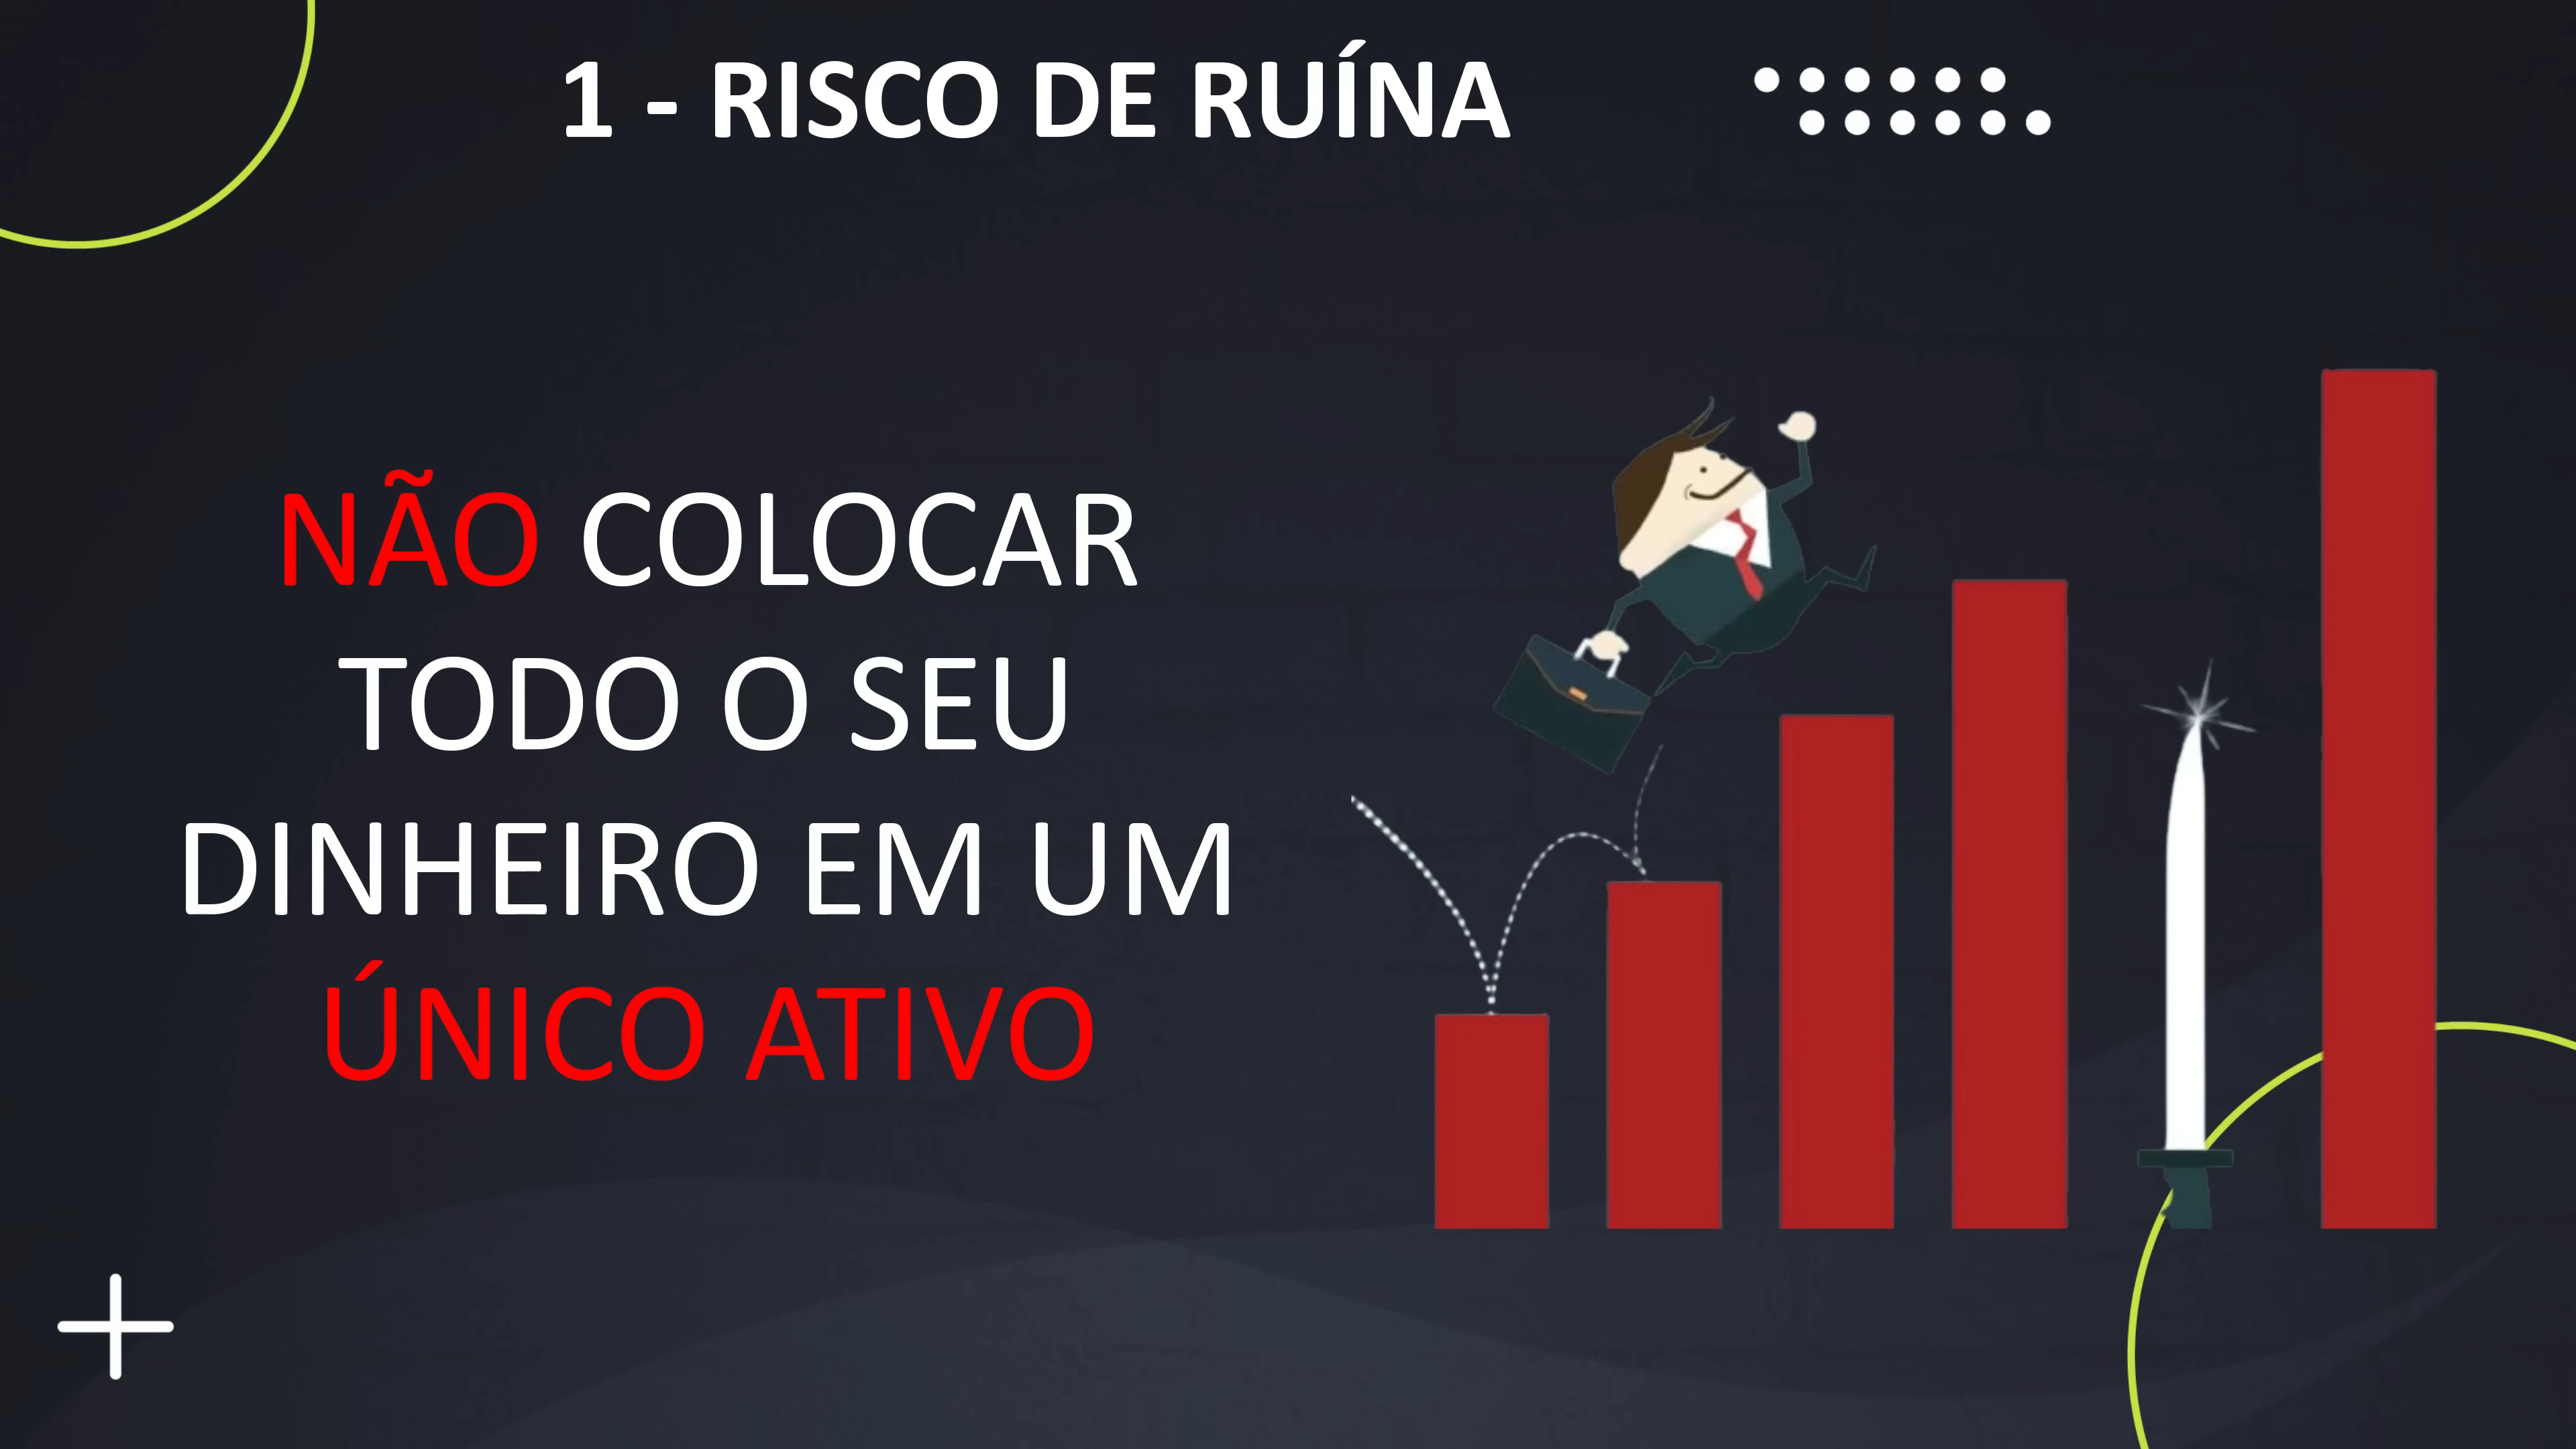 1 - RISCO DE RUÍNA
NÃO COLOCAR
TODO O SEU
DINHEIRO EM UM
ÚNICO ATIVO